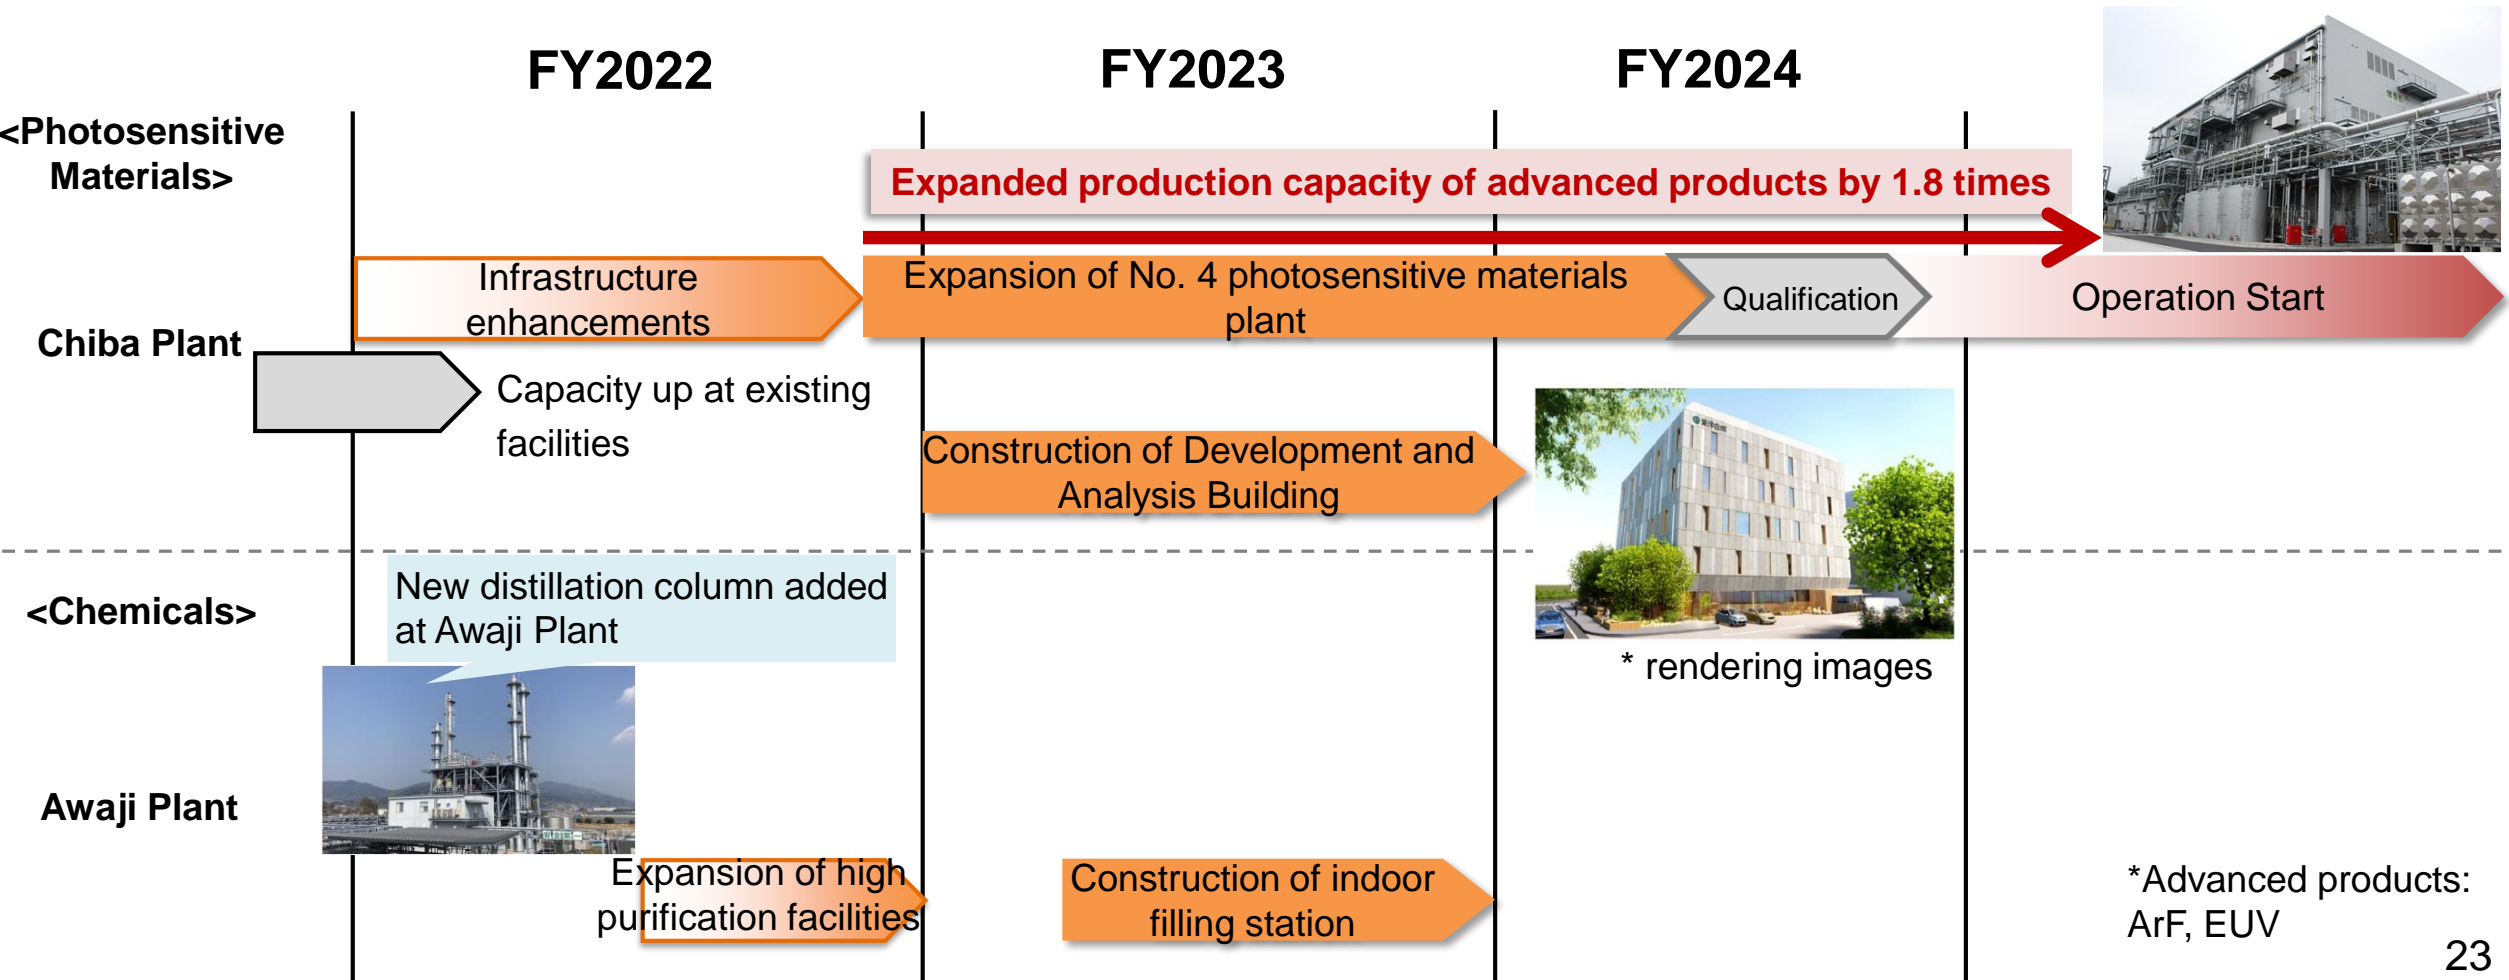 FY2022
FY2023
FY2024
<Photosensitive
Materials>
Expanded production capacity of advanced products by 1.8 times
Infrastructure
enhancements
Expansion of No. 4 photosensitive materials
plant
Qualification
Operation Start
Chiba Plant
Capacity up at existing
facilities
Construction of Development and
Analysis Building
New distillation column added
at Awaji Plant
<Chemicals>
* rendering images
Awaji Plant
Expansion of high
purification facilities
Construction of indoor
filling station
*Advanced products:
ArF, EUV
23